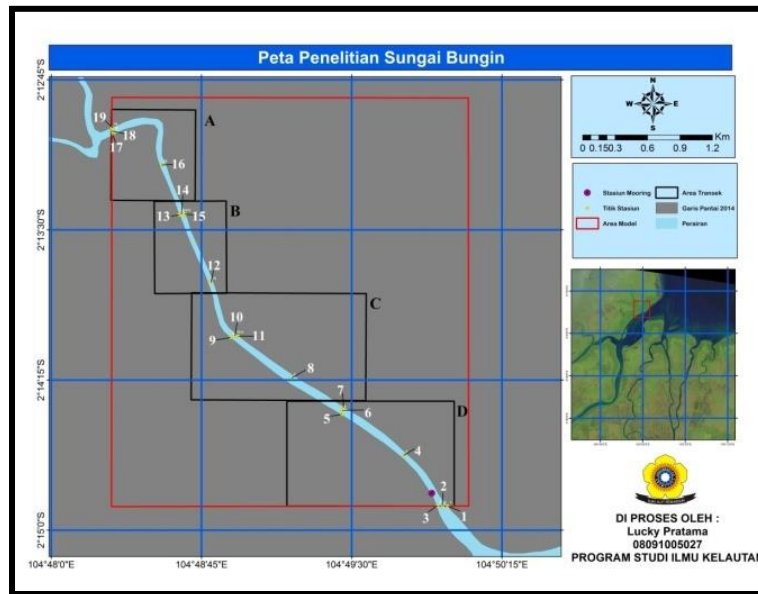 Peta Penelitian Sungai Bungin
2°12'45"S
2°13'30"S
2°14'15"S
2°15'0"S
104°48'0"E
104°48'45"E
104°49'30"E
104°50'15"E
A
B
C
D
19
18
17
16
14
13
15
12
10
9
11
8
7
5
6
4
2
3
1
N
W
E
S
Km
0 0.15 0.3 0.6 0.9 1.2
Stasiun Mooring
Titik Stasiun
Area Model
Area Transek
Garis Pantai 2014
Perairan
DI PROSES OLEH :
Lucky Pratama
08091005027
PROGRAM STUDI ILMU KELAUTAN